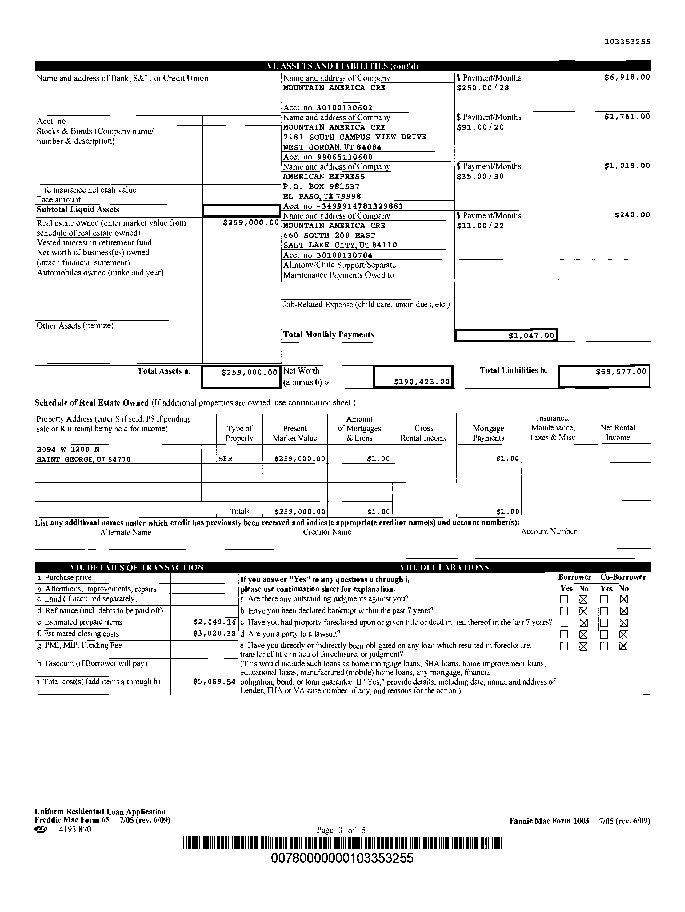 103353255
VI. ASSETS AND LIABILITIES (cont'd)
Name and address of Bank, S&L, or Credit Union
Name and address of Company
MOUNTAIN AMERICA CRE
$ Payment/Months
$250.00/28
$6,918.00
Acct. no. 30100130602
Acct. no.
Name and address of Company
MOUNTAIN AMERICA CRE
7181 SOUTH CAMPUS VIEW DRIVE
WEST JORDAN, UT 84084
Acct. no. 99065110600
$ Payment/Months
$91.00/20
$1,761.00
Stocks & Bonds (Company name/
number & description)
Name and address of Company
AMERICAN EXPRESS
P.O. BOX 981537
EL PASO, TX 79998
Acct. no. -3499914781329881
$ Payment/Months
$35.00/30
$1,019.00
Life insurance net cash value
Face amount
Subtotal Liquid Assets
Real estate owned (enter market value from
schedule of real estate owned)
$259,000.00
Vested interest in retirement fund
Net worth of business(es) owned
(attach financial statement)
Automobiles owned (make and year)
Name and address of Company
MOUNTAIN AMERICA CRE
660 SOUTH 200 EAST
SALT LAKE CITY, UT 84110
Acct. no. 30100130704
$ Payment/Months
$11.00/22
$240.00
Alimony/Child Support/Separate
Maintenance Payments Owed to
Job-Related Expense (child care, union dues, etc.)
Other Assets (itemize)
Total Monthly Payments
$1,047.00
Total Assets a.
$259,000.00
Net Worth
(a minus b) >
$190,423.00
Total Liabilities b.
$68,577.00
Schedule of Real Estate Owned (If additional properties are owned, use continuation sheet.)
Property Address (enter S if sold, PS if pending
sale or R if rental being held for income)
Type of
Property
Present
Market Value
Amount
of Mortgages
& Liens
Gross
Rental Income
Mortgage
Payments
Insurance,
Maintenance,
Taxes & Misc
Net Rental
Income
2094 W 1200 N
SAINT GEORGE, UT 84770
SFR
$259,000.00
$1.00
$1.00
Totals
$259,000.00
$1.00
$1.00
List any additional names under which credit has previously been received and indicate appropriate creditor name(s) and account number(s):
Alternate Name
Creditor Name
Account Number
VII. DETAILS OF TRANSACTION
a. Purchase price
b. Alterations, improvements, repairs
c. Land (if acquired separately)
d. Refinance (incl. debts to be paid off)
e. Estimated prepaid items
$2,049.16
f. Estimated closing costs
$3,020.38
g. PMI, MIP, Funding Fee
h. Discount (if Borrower will pay)
i. Total costs (add items a through h)
$5,069.54
VIII. DECLARATIONS
If you answer "Yes" to any questions a through i,
please use continuation sheet for explanation.
Borrower Co-Borrower
Yes No Yes No
a. Are there any outstanding judgments against you?
b. Have you been declared bankrupt within the past 7 years?
c. Have you had property foreclosed upon or given title or deed in lieu thereof in the last 7 years?
d. Are you a party to a lawsuit?
e. Have you directly or indirectly been obligated on any loan which resulted in foreclosure,
transfer of title in lieu of foreclosure, or judgment?
(This would include such loans as home mortgage loans, SBA loans, home improvement loans,
educational loans, manufactured (mobile) home loans, any mortgage, financial
obligation, bond, or loan guarantee. If "Yes," provide details, including date, name, and address of
Lender, FHA or VA case number, if any, and reasons for the action.)
Uniform Residential Loan Application
Freddie Mac Form 65 7/05 (rev. 6/09)
Page 3 of 5
Fannie Mae Form 1003 7/05 (rev. 6/09)
00780000000103353255